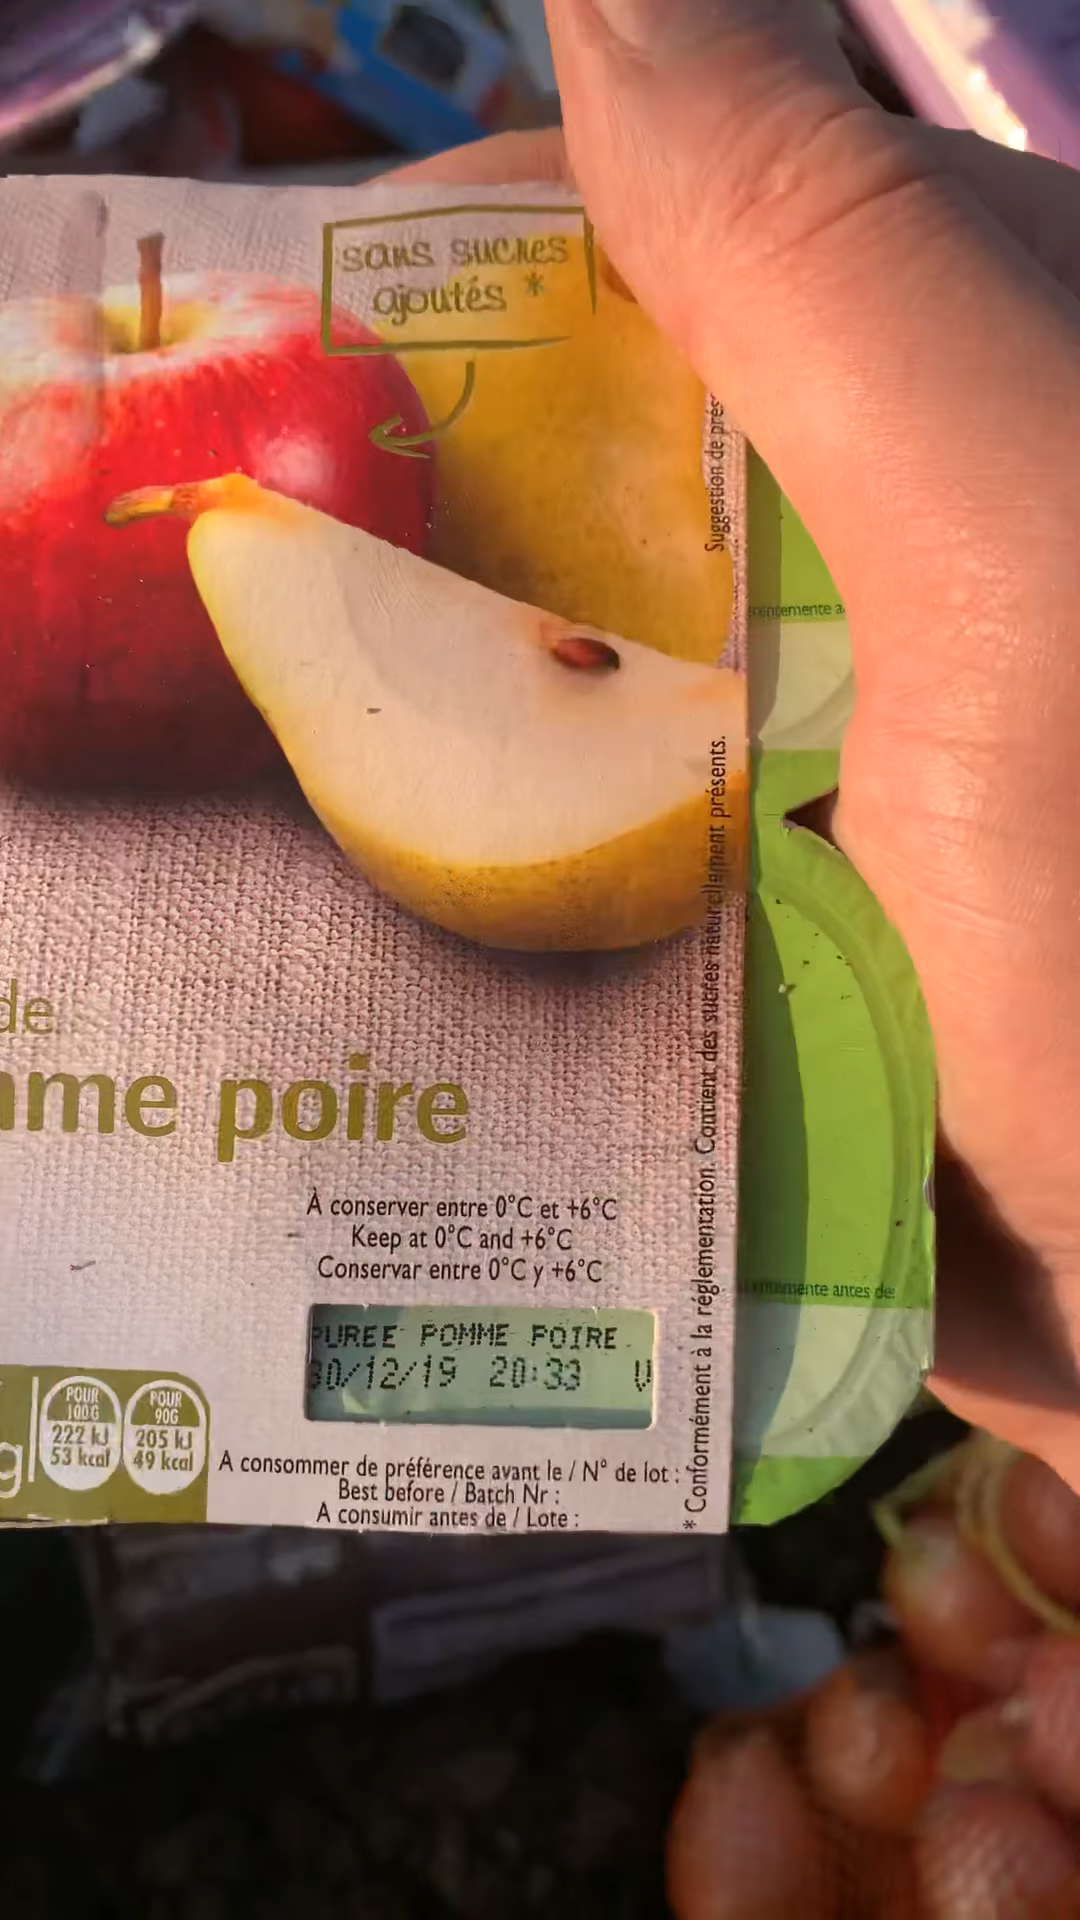 sans sucres
ajoutés *
Suggestion de prés
antes de
de
mme poire
À conserver entre 0°C et +6°C
Keep at 0°C and +6°C
Conservar entre 0°C y +6°C
PUREE POMME POIRE
30/12/19 20:33 U
POUR
100G
222 kJ
53 kcal
POUR
90G
205 kJ
49 kcal
g
A consommer de préférence avant le / N° de lot :
Best before / Batch Nr :
A consumir antes de / Lote :
* Conformément à la réglementation. Contient des sucres naturellement présents.